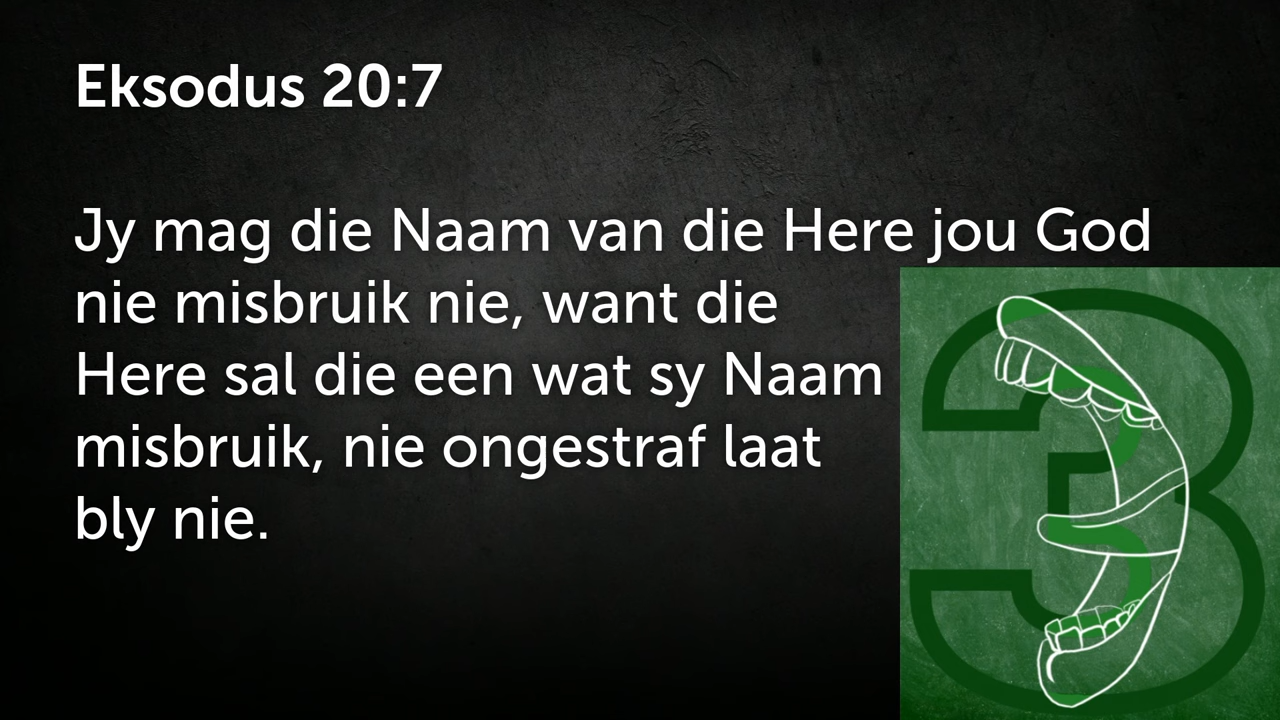 Eksodus 20:7
Jy mag die Naam van die Here jou God
nie misbruik nie, want die
Here sal die een wat sy Naam
misbruik, nie ongestraf laat
bly nie.
3